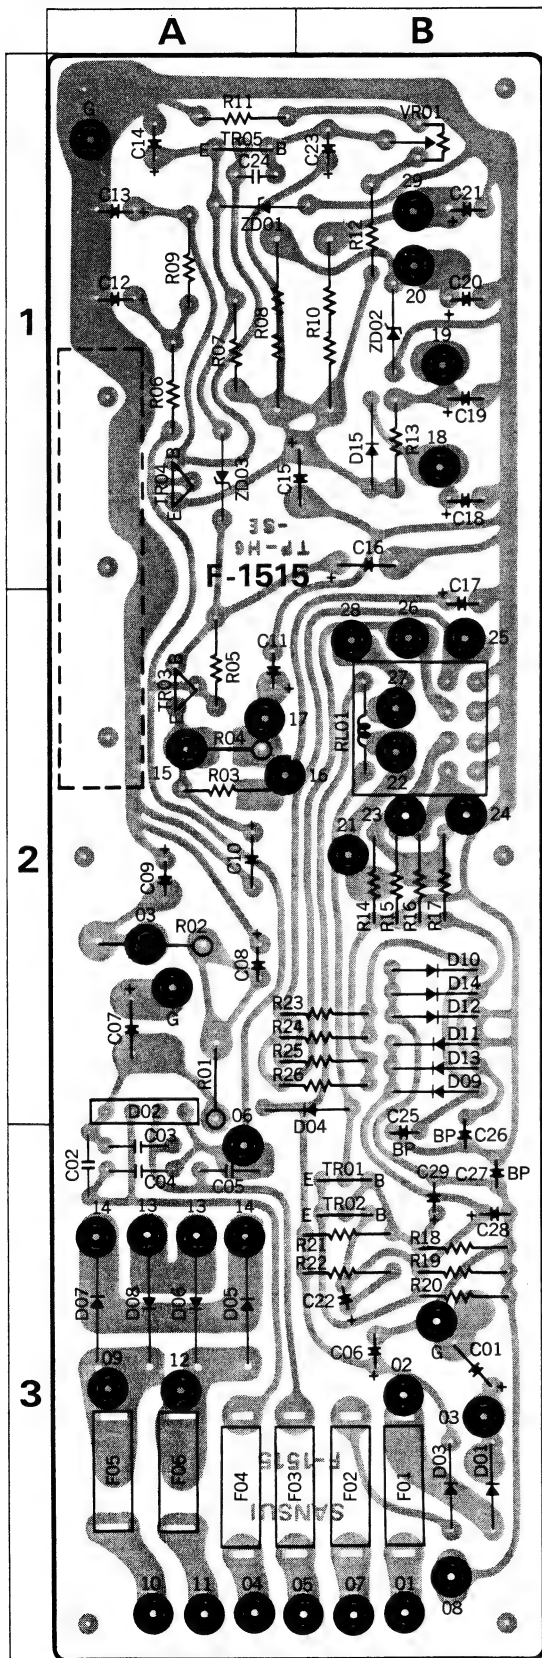 A B
1
G R11 VR01
C14 TR05 C23
E B
C24
29
C13 C21
ZD01 R12
R09
20
C12 C20
R07 R08 R10 ZD02 19
R06
C19
D15 R13 18
B
TR04 ZD03 C15
E C18
TP-H6
-SE
C16
F-1515
C17
2
28 26 25
B C11
R05
TR03 27
E 17 RL01
R04
15 22
R03 16
23 24
21
C09 C10
R14 R15 R16 R17
03 R02
C08 D10
D14
G D12
R23
C07 R24 D11
R25 D13
R01 R26 D09
D02 06 D04
C25 BP C26
BP
3
C03
C02 C04 C05 TR01 C29 C27 BP
E B
TR02
E B
14 13 13 14 C28
R21 R18
R22 R19
R20
D07 D08 D06 D05 C22
G
C06 C01
09 12 02
03
F05 F06 F04 F03 F02 F01 D03 D01
F-1515
SANSUI
08
10 11 04 05 07 01